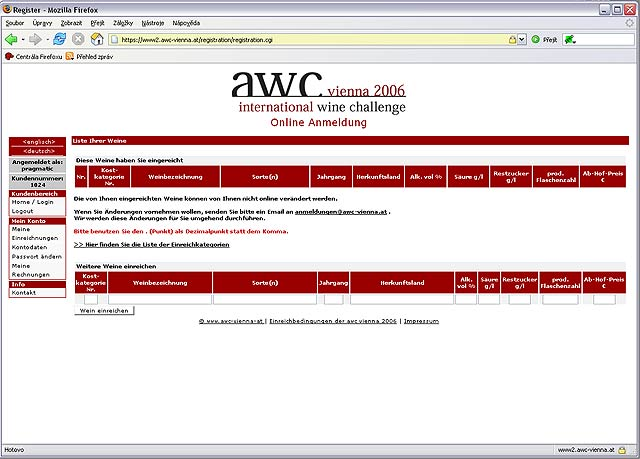 Register - Mozilla Firefox
Soubor Úpravy Zobrazit Přejít Záložky Nástroje Nápověda
https://www2.awc-vienna.at/registration/registration.cgi
Přejít
Centrála Firefoxu Přehled zpráv
awc vienna 2006
international wine challenge
Online Anmeldung
<englisch>
<deutsch>
Angemeldet als:
pragmatic
Kundennummer:
1024
Kundenbereich
Home / Login
Logout
Mein Konto
Meine
Einreichnungen
Kontodaten
Passwort ändern
Meine
Rechnungen
Info
Kontakt
Liste Ihrer Weine
Diese Weine haben Sie eingereicht
Nr. Kost-kategorie Nr. Weinbezeichnung Sorte(n) Jahrgang Herkunftsland Alk. vol % Säure g/l Restzucker g/l prod. Flaschenzahl Ab-Hof-Preis €
Die von Ihnen eingereichten Weine können von Ihnen nicht online verändert werden.
Wenn Sie Änderungen vornehmen wollen, senden Sie bitte ein Email an anmeldungen@awc-vienna.at .
Wir werden diese Änderungen für Sie umgehend durchführen.
Bitte benutzen Sie den . (Punkt) als Dezimalpunkt statt dem Komma.
>> Hier finden Sie die Liste der Einreichkategorien
Weitere Weine einreichen
Kost-kategorie Nr. Weinbezeichnung Sorte(n) Jahrgang Herkunftsland Alk. vol % Säure g/l Restzucker g/l prod. Flaschenzahl Ab-Hof-Preis €
Wein einreichen
© www.awc-vienna.at | Einreichbedingungen der awc vienna 2006 | Impressum
Hotovo
www2.awc-vienna.at